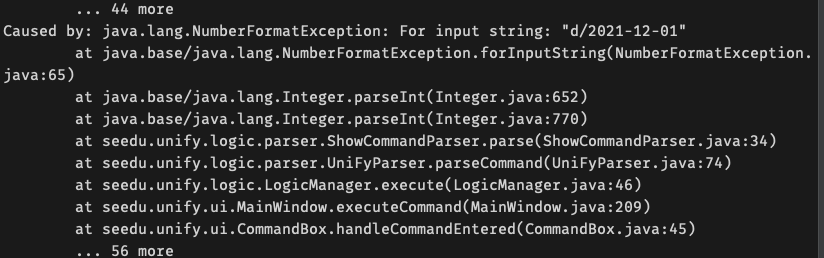 ... 44 more
Caused by: java.lang.NumberFormatException: For input string: "d/2021-12-01"
at java.base/java.lang.NumberFormatException.forInputString(NumberFormatException.
java:65)
at java.base/java.lang.Integer.parseInt(Integer.java:652)
at java.base/java.lang.Integer.parseInt(Integer.java:770)
at seedu.unify.logic.parser.ShowCommandParser.parse(ShowCommandParser.java:34)
at seedu.unify.logic.parser.UniFyParser.parseCommand(UniFyParser.java:74)
at seedu.unify.logic.LogicManager.execute(LogicManager.java:46)
at seedu.unify.ui.MainWindow.executeCommand(MainWindow.java:209)
at seedu.unify.ui.CommandBox.handleCommandEntered(CommandBox.java:45)
... 56 more